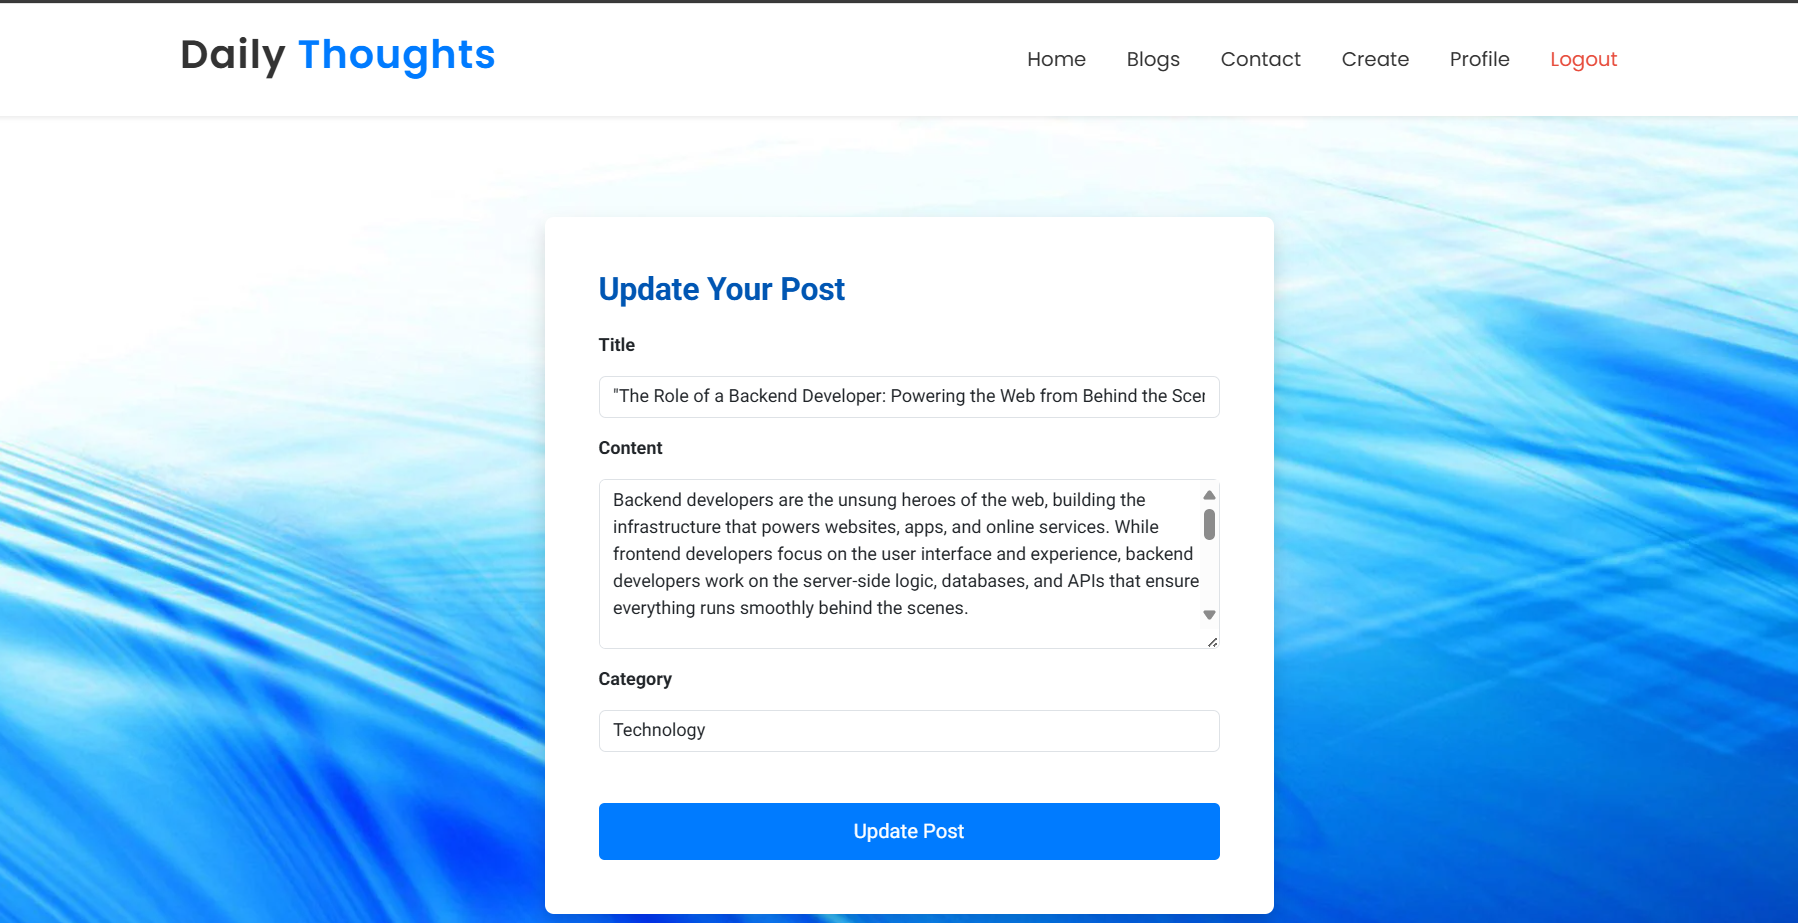 Daily Thoughts
Home Blogs Contact Create Profile Logout
Update Your Post
Title
"The Role of a Backend Developer: Powering the Web from Behind the
Content
Backend developers are the unsung heroes of the web, building the
infrastructure that powers websites, apps, and online services. While
frontend developers focus on the user interface and experience, backend
developers work on the server-side logic, databases, and APIs that ensure
everything runs smoothly behind the scenes.
Category
Technology
Update Post